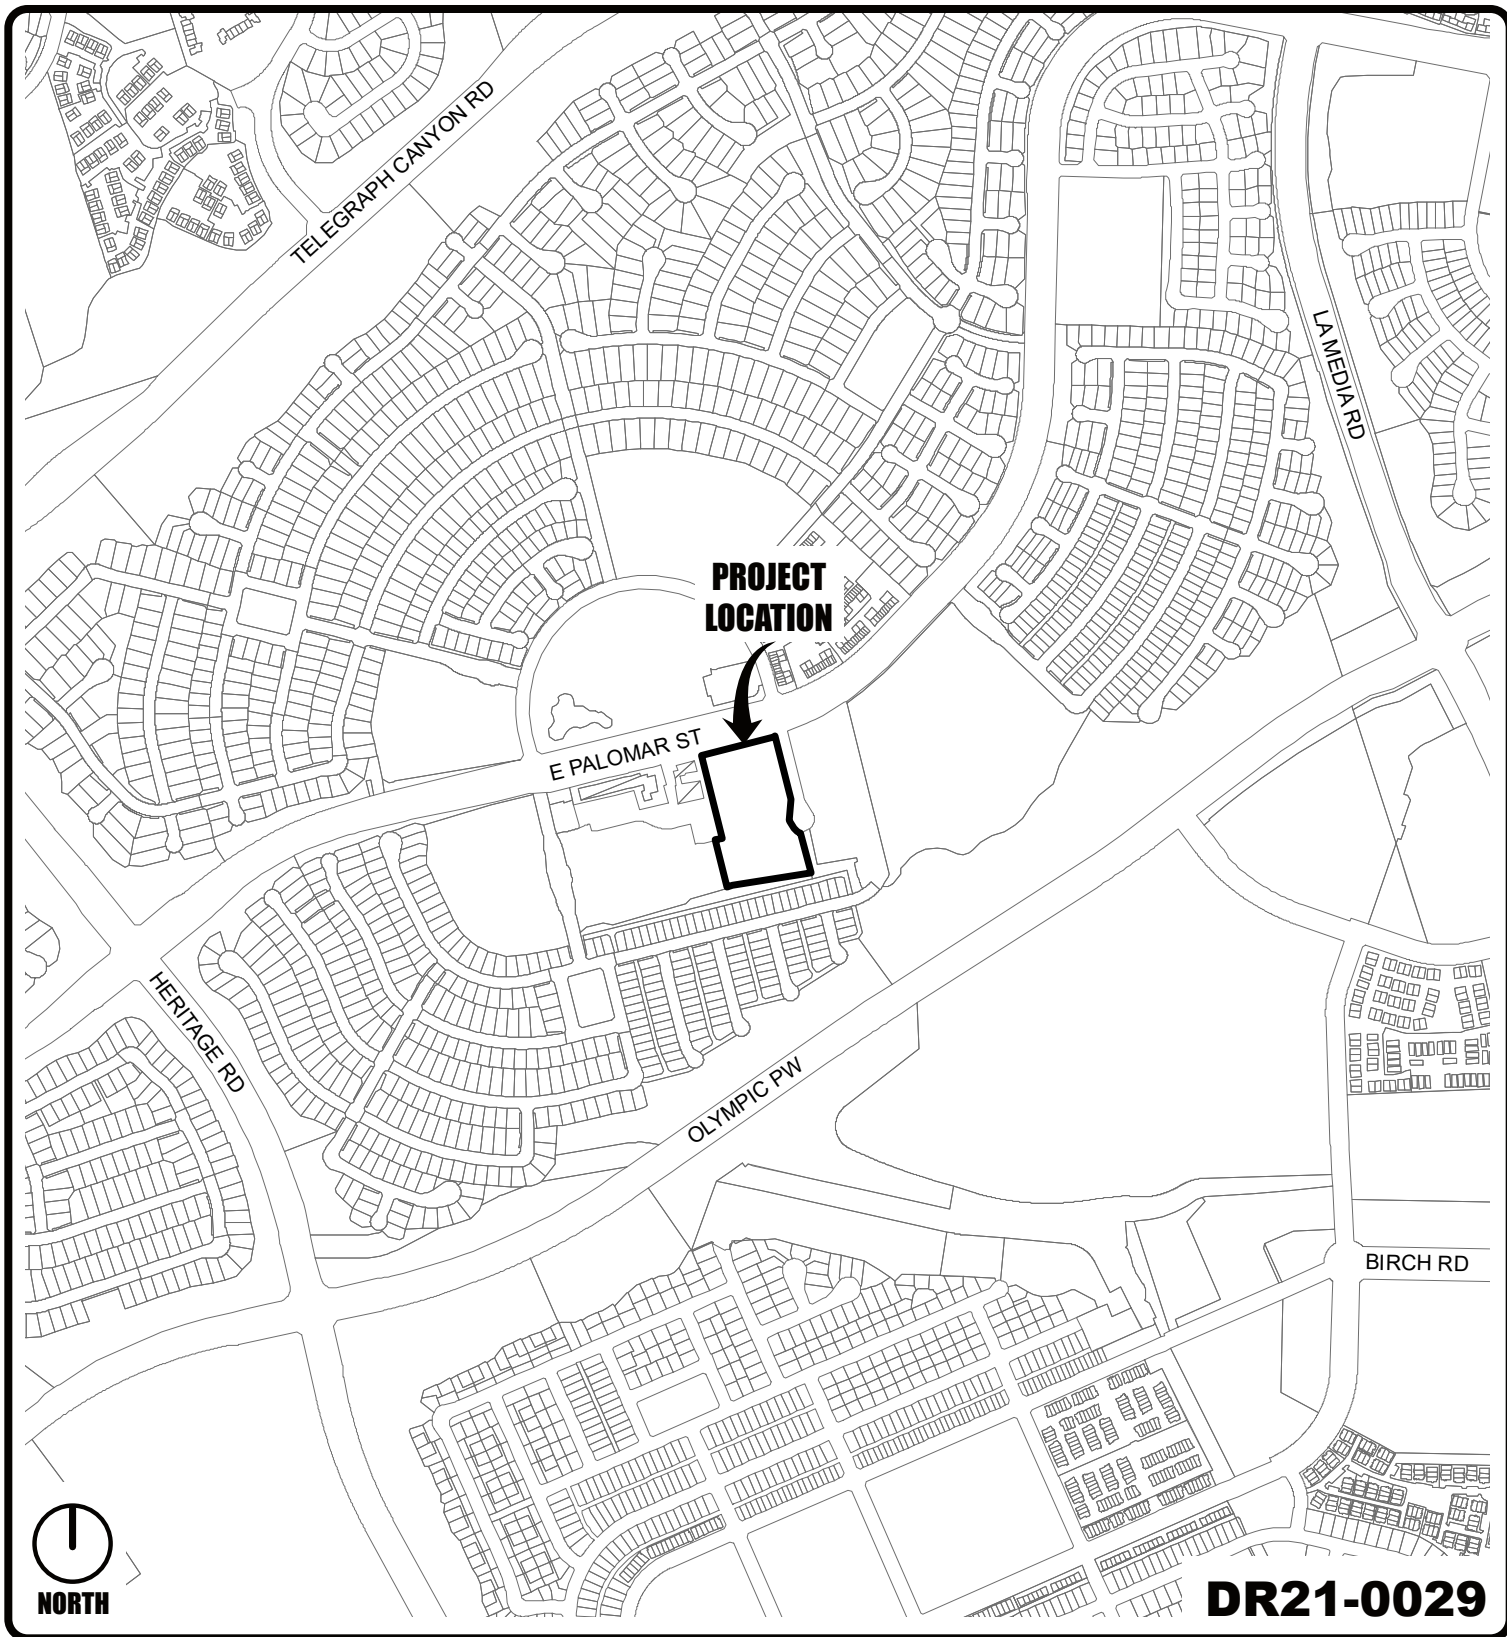 TELEGRAPH CANYON RD
LA MEDIA RD
PROJECT
LOCATION
E PALOMAR ST
HERITAGE RD
OLYMPIC PW
BIRCH RD
NORTH
DR21-0029